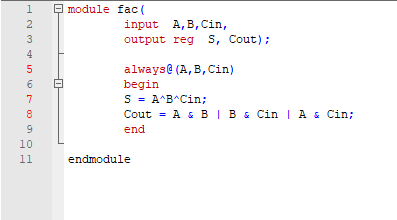 1 module fac(
2 input A,B,Cin,
3 output reg S, Cout);
4
5 always@(A,B,Cin)
6 begin
7 S = A^B^Cin;
8 Cout = A & B | B & Cin | A & Cin;
9 end
10
11 endmodule